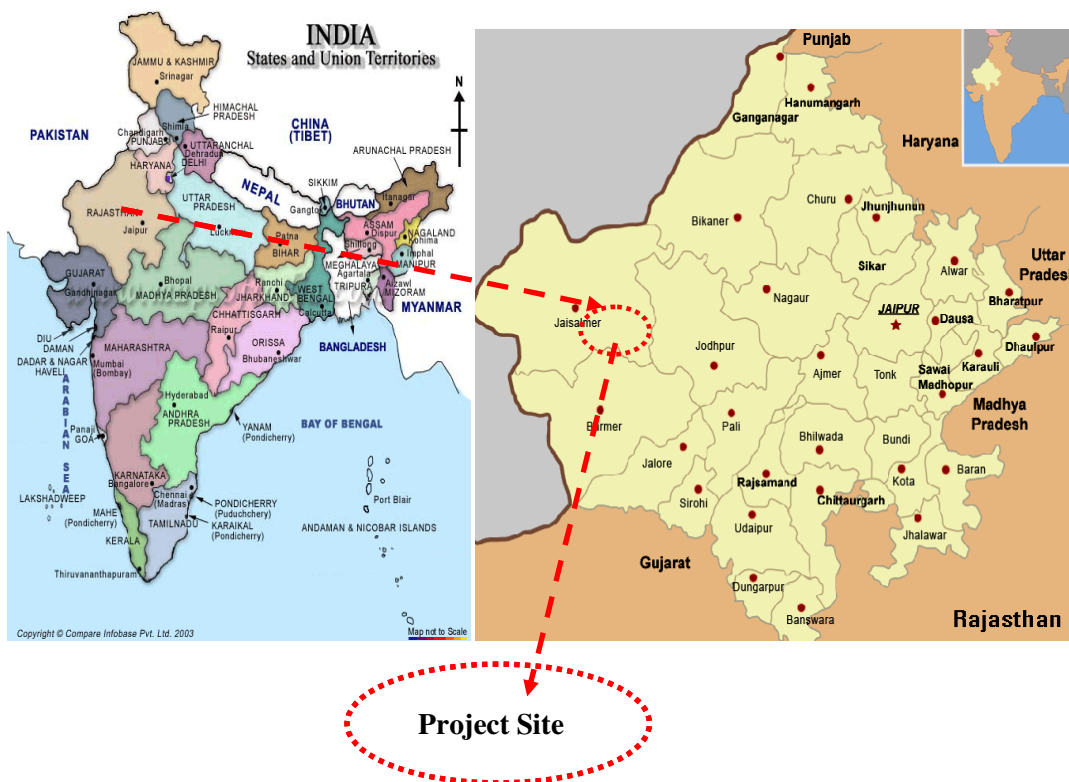 INDIA
States and Union Territories
N
JAMMU & KASHMIR
Srinagar
HIMACHAL
PRADESH
PAKISTAN
CHINA
(TIBET)
Shimla
Chandigarh
PUNJAB
UTTARANCHAL
Dehradun
DELHI
HARYANA
ARUNACHAL PRADESH
NEPAL
SIKKIM
Gangto
BHUTAN
Itanagar
UTTAR
PRADESH
RAJASTHAN
Jaipur
Luckn
Patna
BIHAR
ASSAM
Dispur
NAGALAND
Kohima
Shillong
MEGHALAYA
Imphal
MANIPUR
Agartala
TRIPURA
Aizawl
MIZORAM
MYANMAR
GUJARAT
Gandhinagar
Bhopal
MADHYA PRADESH
Ranchi
JHARKHAND
WEST
BENGAL
Calcutta
CHHATTISGARH
Raipur
ORISSA
Bhubaneshwar
BANGLADESH
DIU
DAMAN
DADAR & NAGAR
HAVELI
MAHARASHTRA
Mumbai
(Bombay)
ARABIAN SEA
Hyderabad
ANDHRA
PRADESH
YANAM
(Pondicherry)
BAY OF BENGAL
Panaji
GOA
KARNATAKA
Bangalore
Chennai
(Madras)
PONDICHERRY
(Puduchery)
KARAIKAL
(Pondicherry)
LAKSHADWEEP
MAHE
(Pondicherry)
TAMILNADU
KERALA
Thiruvananthapuram
Port Blair
ANDAMAN & NICOBAR ISLANDS
Copyright © Compare Infobase Pvt. Ltd. 2003
Map not to Scale
Punjab
Hanumangarh
Ganganagar
Haryana
Churu
Jhunjhunun
Bikaner
Sikar
Alwar
Uttar
Pradesh
Nagaur
Bharatpur
JAIPUR
Jaisalmer
Dausa
Dhaulpur
Jodhpur
Ajmer
Tonk
Sawai
Madhopur
Karauli
Madhya
Pradesh
Barmer
Pali
Bhilwada
Bundi
Jalore
Rajsamand
Kota
Baran
Sirohi
Chittaurgarh
Udaipur
Jhalawar
Gujarat
Dungarpur
Banswara
Rajasthan
Project Site